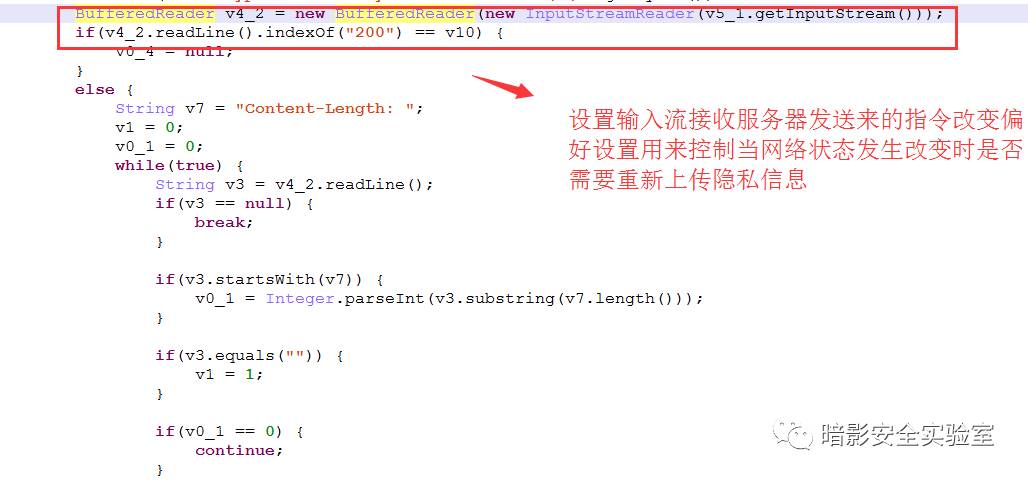 BufferedReader v4_2 = new BufferedReader(new InputStreamReader(v5_1.getInputStream()));
if(v4_2.readLine().indexOf("200") == v10) {
v0_4 = null;
}
else {
String v7 = "Content-Length: ";
v1 = 0;
v0_1 = 0;
while(true) {
String v3 = v4_2.readLine();
if(v3 == null) {
break;
}
if(v3.startsWith(v7)) {
v0_1 = Integer.parseInt(v3.substring(v7.length()));
}
if(v3.equals("")) {
v1 = 1;
}
if(v0_1 == 0) {
continue;
}
设置输入流接收服务器发送来的指令改变偏
好设置用来控制当网络状态发生改变时是否
需要重新上传隐私信息
暗影安全实验室